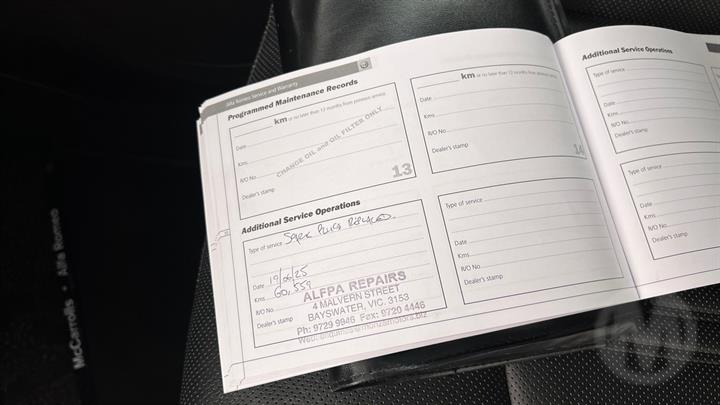 Alfa Romeo Service and Warranty
Programmed Maintenance Records
km or no later than 12 months from previous service
Date
Kms
R/O No
Dealer's stamp
CHANGE OIL and OIL FILTER ONLY
13
km or no later than 12 months from previous service
Date
Kms
R/O No
Dealer's stamp
14
Additional Service Operations
Type of service SPARK PLUGS REPLACED.
Date 19/06/25
Kms 60,559
R/O No
Dealer's stamp
ALFPA REPAIRS
4 MALVERN STREET
BAYSWATER, VIC. 3153
Ph: 9729 9946 Fax: 9720 4446
Type of service
Date
Kms
R/O No
Dealer's stamp
Additional Service Operations
Type of service
Date
Kms
R/O No
Dealer's stamp
Type of service
Date
Kms
R/O No
Dealer's stamp
McCarrolls • Alfa Romeo
M